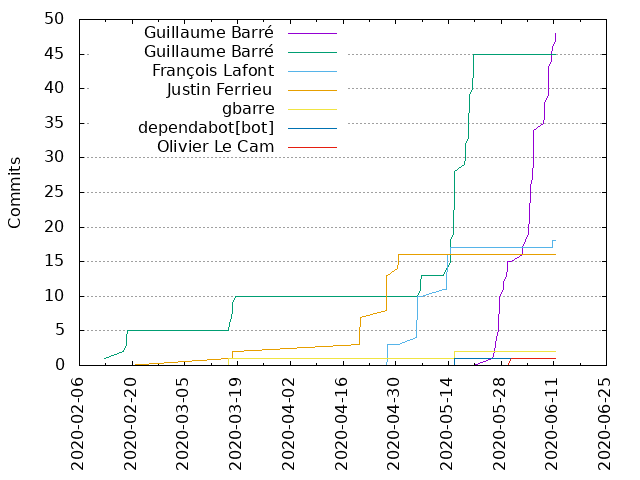 50
45
40
35
30
25
20
15
10
5
0
Commits
Guillaume Barré
Guillaume Barré
François Lafont
Justin Ferrieu
gbarre
dependabot[bot]
Olivier Le Cam
2020-02-06
2020-02-20
2020-03-05
2020-03-19
2020-04-02
2020-04-16
2020-04-30
2020-05-14
2020-05-28
2020-06-11
2020-06-25